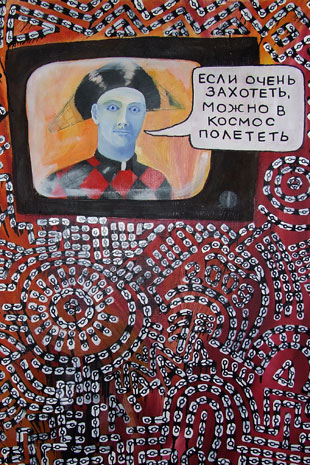 ЕСЛИ ОЧЕНЬ
ЗАХОТЕТЬ,
МОЖНО В
КОСМОС
ПОЛЕТЕТЬ